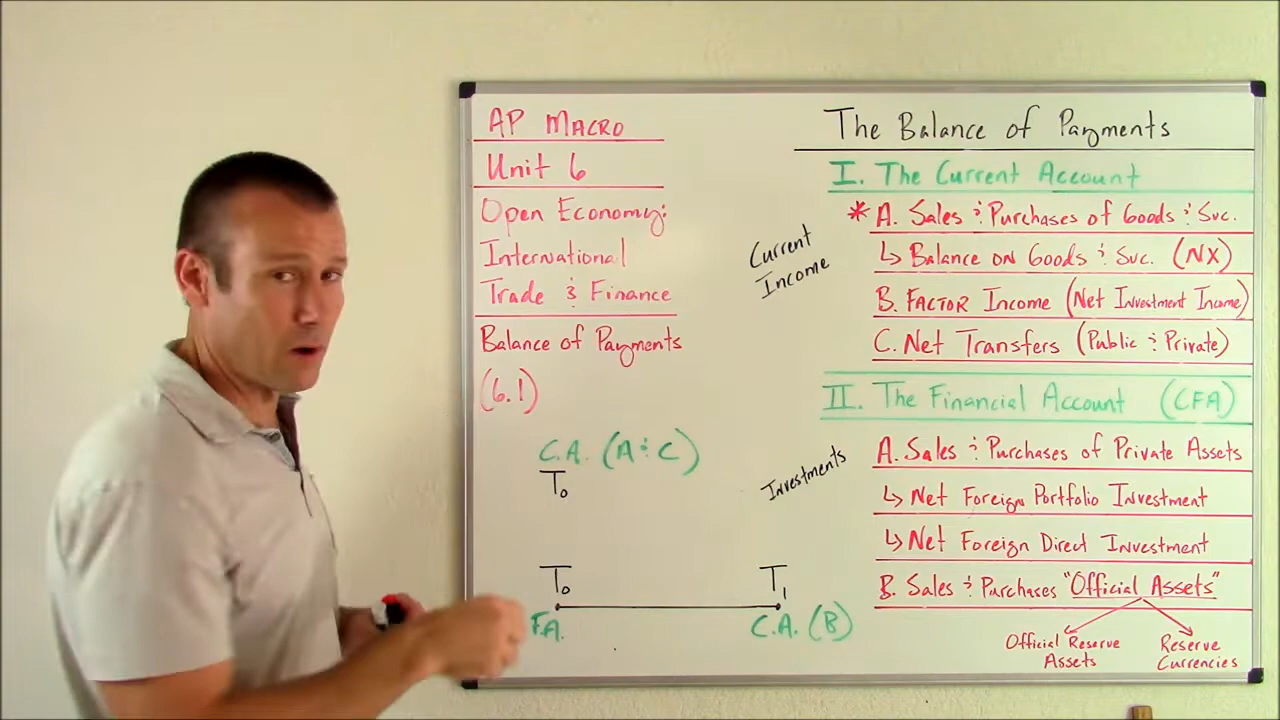 AP MACRO
Unit 6
Open Economy:
International
Trade & Finance
Balance of Payments
(6.1)
C.A. (A & C)
T₀
T₀
T₁
F.A.
C.A. (B)
Current
Income
Investments
The Balance of Payments
I. The Current Account
* A. Sales & Purchases of Goods & Svc.
↳ Balance on Goods & Svc. (NX)
B. FACTOR Income (Net Investment Income)
C. Net Transfers (Public & Private)
II. The Financial Account (CFA)
A. Sales & Purchases of Private Assets
↳ Net Foreign Portfolio Investment
↳ Net Foreign Direct Investment
B. Sales & Purchases "Official Assets"
Official Reserve
Assets
Reserve
Currencies